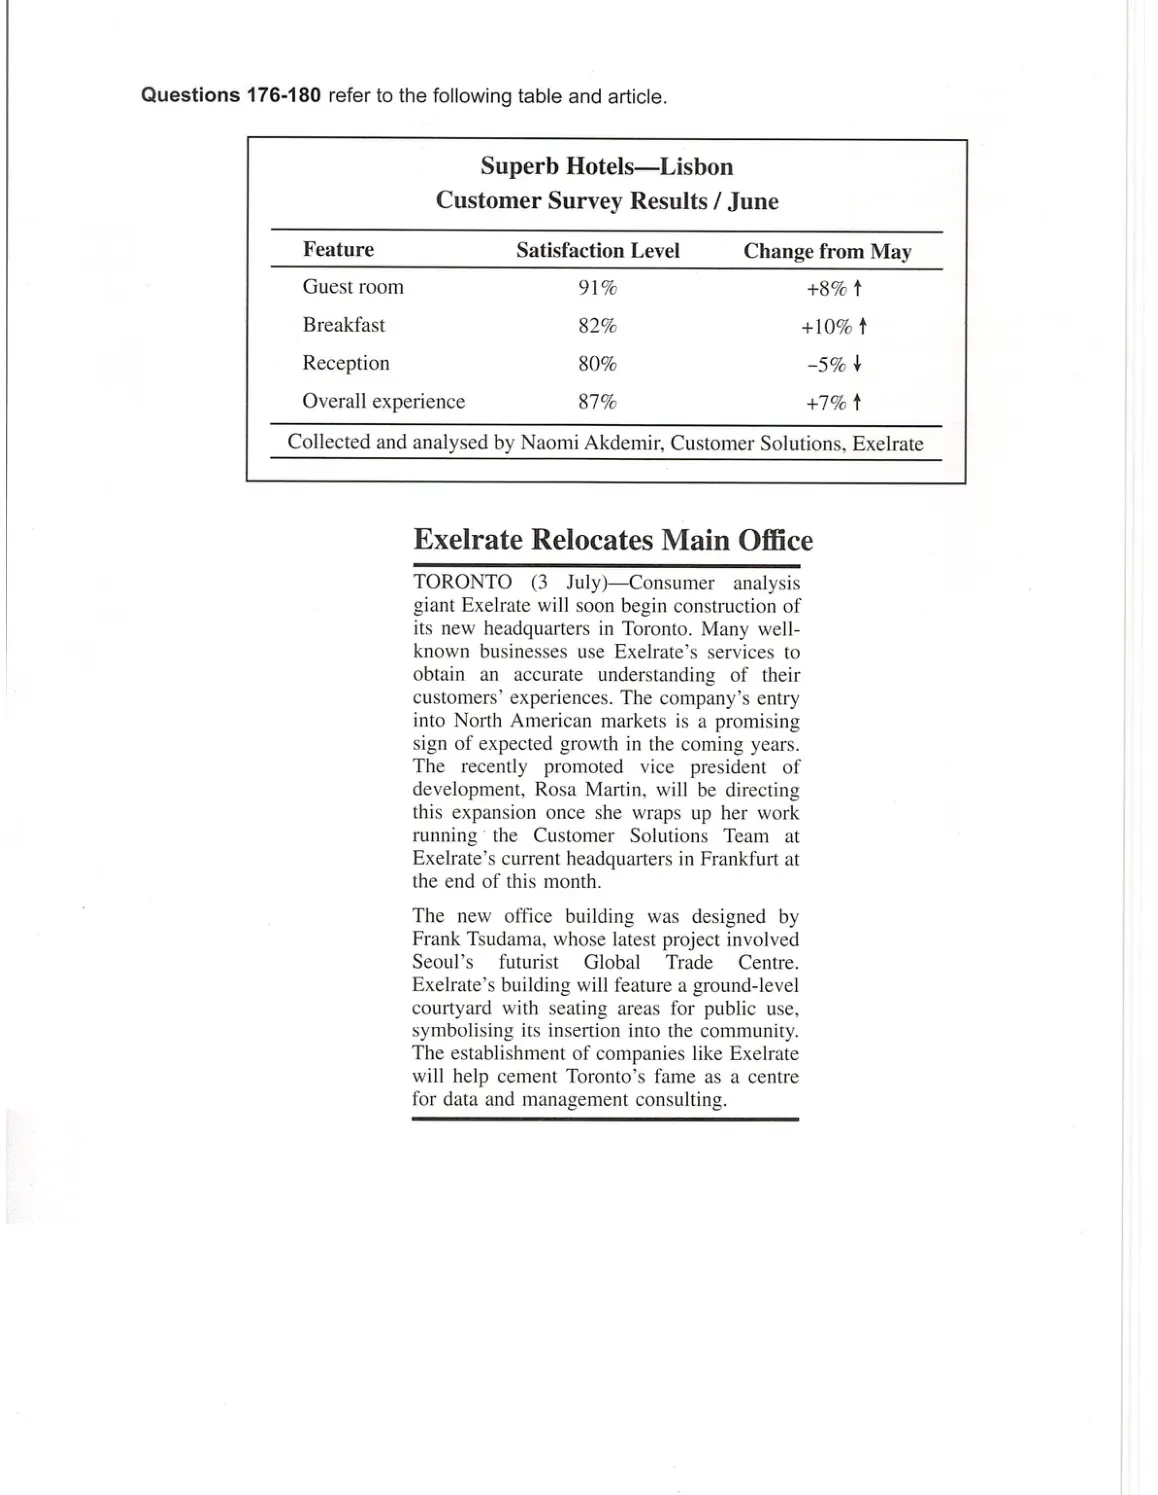 Questions 176-180 refer to the following table and article.
Superb Hotels—Lisbon
Customer Survey Results / June
Feature Satisfaction Level Change from May
Guest room 91% +8% ↑
Breakfast 82% +10% ↑
Reception 80% −5% ↓
Overall experience 87% +7% ↑
Collected and analysed by Naomi Akdemir, Customer Solutions, Exelrate
Exelrate Relocates Main Office
TORONTO (3 July)—Consumer analysis
giant Exelrate will soon begin construction of
its new headquarters in Toronto. Many well-
known businesses use Exelrate's services to
obtain an accurate understanding of their
customers' experiences. The company's entry
into North American markets is a promising
sign of expected growth in the coming years.
The recently promoted vice president of
development, Rosa Martin, will be directing
this expansion once she wraps up her work
running the Customer Solutions Team at
Exelrate's current headquarters in Frankfurt at
the end of this month.
The new office building was designed by
Frank Tsudama, whose latest project involved
Seoul's futurist Global Trade Centre.
Exelrate's building will feature a ground-level
courtyard with seating areas for public use,
symbolising its insertion into the community.
The establishment of companies like Exelrate
will help cement Toronto's fame as a centre
for data and management consulting.